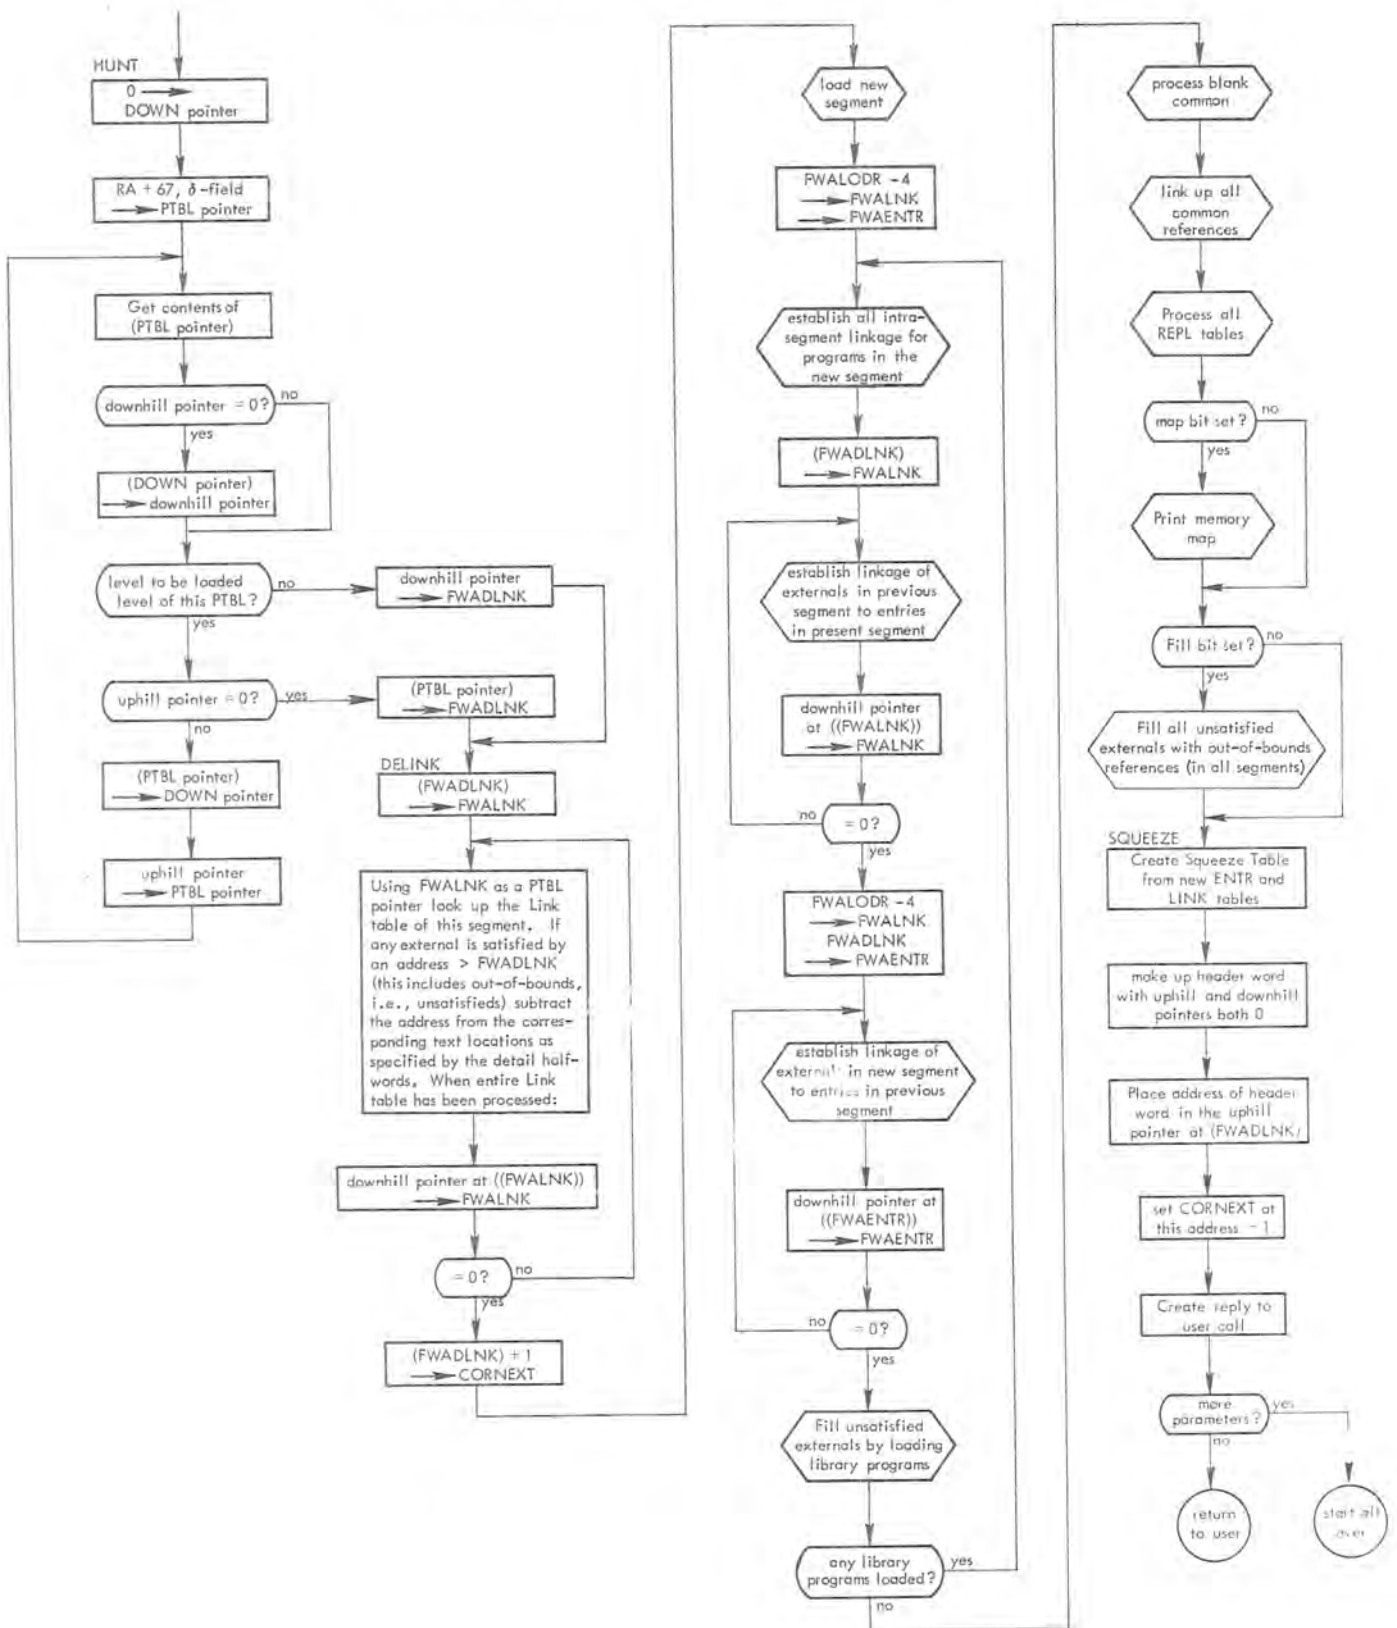 HUNT
0 →
DOWN pointer
RA + 67, δ-field
→ PTBL pointer
Get contents of
(PTBL pointer)
downhill pointer = 0?
no
yes
(DOWN pointer)
→ downhill pointer
level to be loaded
level of this PTBL?
no
yes
downhill pointer
→ FWADLNK
uphill pointer = 0?
yes
no
(PTBL pointer)
→ FWADLNK
(PTBL pointer)
→ DOWN pointer
uphill pointer
→ PTBL pointer
DELINK
(FWADLNK)
→ FWALNK
Using FWALNK as a PTBL
pointer look up the Link
table of this segment. If
any external is satisfied by
an address > FWADLNK
(this includes out-of-bounds,
i.e., unsatisfieds) subtract
the address from the corres-
ponding text locations as
specified by the detail half-
words. When entire Link
table has been processed:
downhill pointer at ((FWALNK))
→ FWALNK
= 0?
no
yes
(FWADLNK) + 1
→ CORNEXT
load new
segment
FWALODR -4
→ FWALNK
→ FWAENTR
establish all intra-
segment linkage for
programs in the
new segment
(FWADLNK)
→ FWALNK
establish linkage of
externals in previous
segment to entries
in present segment
downhill pointer
at ((FWALNK))
→ FWALNK
no
= 0?
yes
FWALODR -4
→ FWALNK
FWADLNK
→ FWAENTR
establish linkage of
externals in new segment
to entries in previous
segment
downhill pointer at
((FWAENTR))
→ FWAENTR
no
= 0?
yes
Fill unsatisfied
externals by loading
library programs
any library
programs loaded?
yes
no
process blank
common
link up all
common
references
Process all
REPL tables
map bit set?
no
yes
Print memory
map
Fill bit set?
no
yes
Fill all unsatisfied
externals with out-of-bounds
references (in all segments)
SQUEEZE
Create Squeeze Table
from new ENTR and
LINK tables
make up header word
with uphill and downhill
pointers both 0
Place address of header
word in the uphill
pointer at (FWADLNK)
set CORNEXT at
this address - 1
Create reply to
user call
more
parameters?
yes
no
return
to user
start all
over